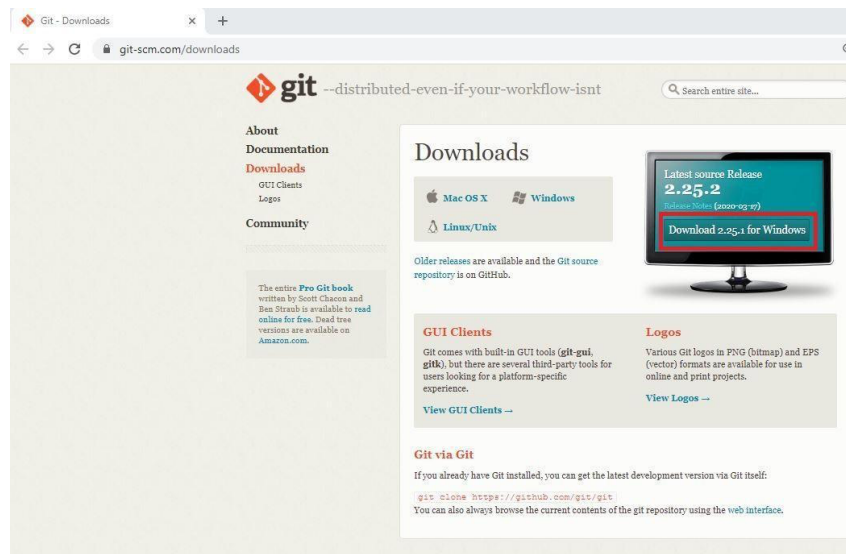 Git - Downloads
git-scm.com/downloads
git --distributed-even-if-your-workflow-isnt
Search entire site...
About
Documentation
Downloads
GUI Clients
Logos
Community
The entire Pro Git book
written by Scott Chacon and
Ben Straub is available to read
online for free. Dead tree
versions are available on
Amazon.com.
Downloads
Mac OS X
Windows
Linux/Unix
Older releases are available and the Git source
repository is on GitHub.
Latest source Release
2.25.2
Release Notes (2020-03-17)
Download 2.25.1 for Windows
GUI Clients
Git comes with built-in GUI tools (git-gui,
gitk), but there are several third-party tools for
users looking for a platform-specific
experience.
View GUI Clients →
Logos
Various Git logos in PNG (bitmap) and EPS
(vector) formats are available for use in
online and print projects.
View Logos →
Git via Git
If you already have Git installed, you can get the latest development version via Git itself:
git clone https://github.com/git/git
You can also always browse the current contents of the git repository using the web interface.